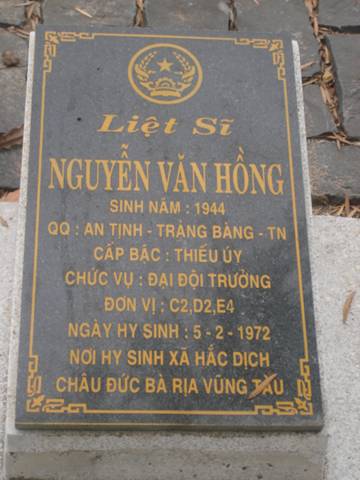 Liệt Sĩ
NGUYỄN VĂN HỒNG
SINH NĂM : 1944
QQ : AN TỊNH - TRẢNG BÀNG - TN
CẤP BẬC : THIẾU ÚY
CHỨC VỤ : ĐẠI ĐỘI TRƯỞNG
ĐƠN VỊ : C2,D2,E4
NGÀY HY SINH : 5 - 2 - 1972
NƠI HY SINH XÃ HẮC DỊCH
CHÂU ĐỨC BÀ RỊA VŨNG TÀU